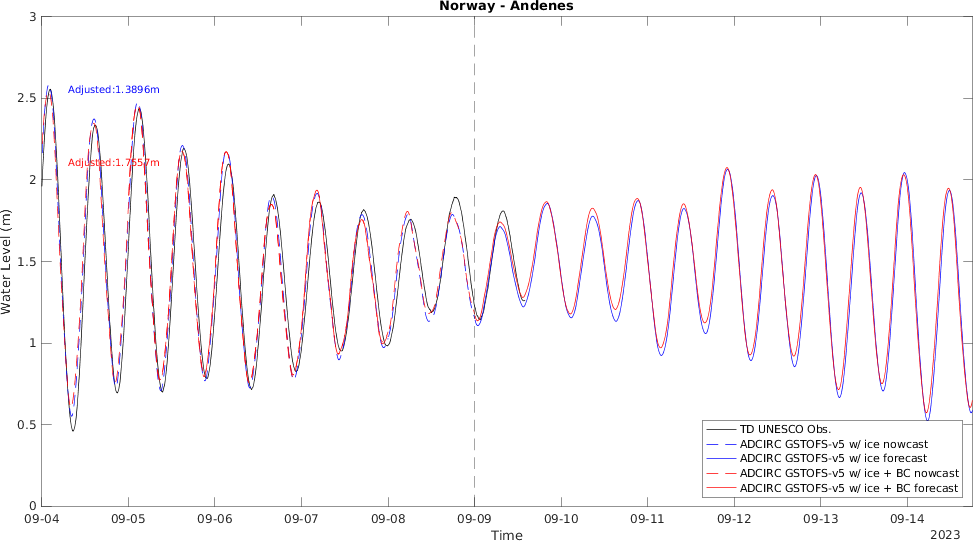 Norway - Andenes
3
2.5
2
1.5
1
0.5
0
Water Level (m)
Adjusted:1.3896m
Adjusted:1.7557m
TD UNESCO Obs.
ADCIRC GSTOFS-v5 w/ ice nowcast
ADCIRC GSTOFS-v5 w/ ice forecast
ADCIRC GSTOFS-v5 w/ ice + BC nowcast
ADCIRC GSTOFS-v5 w/ ice + BC forecast
09-04 09-05 09-06 09-07 09-08 09-09 09-10 09-11 09-12 09-13 09-14
Time
2023